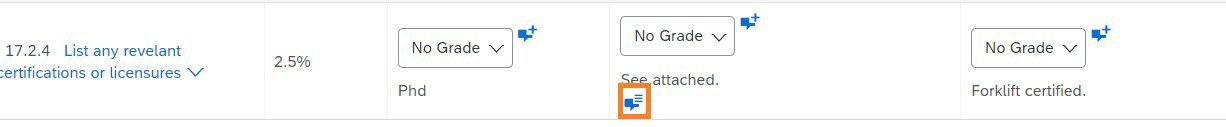 17.2.4 List any revelant
certifications or licensures
2.5%
No Grade
Phd
No Grade
See attached.
No Grade
Forklift certified.